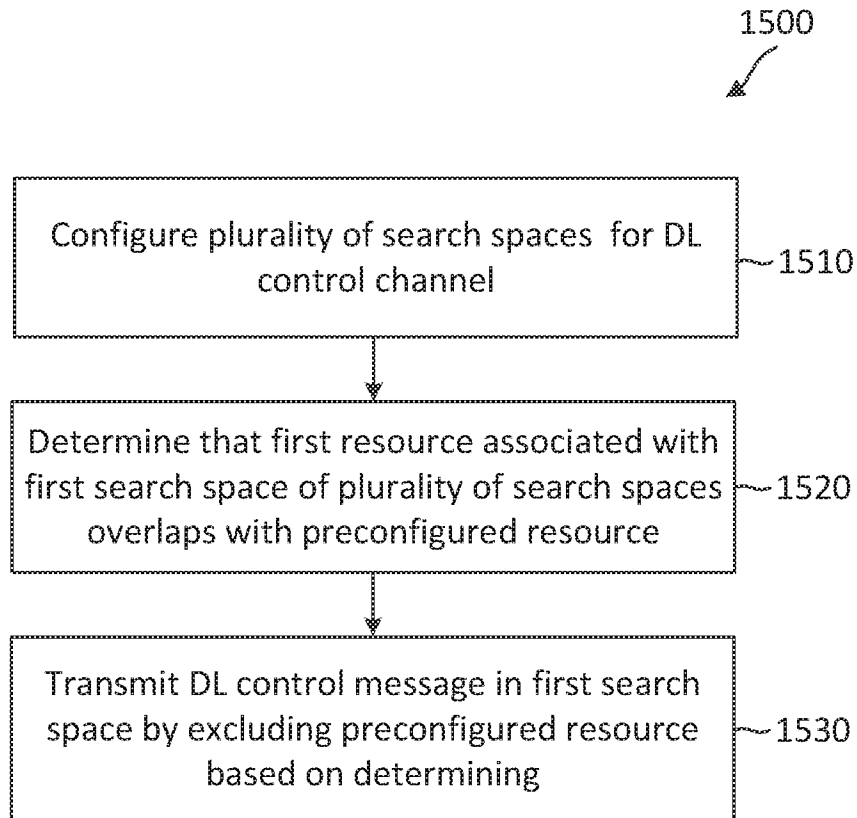 1500
Configure plurality of search spaces for DL
control channel
1510
Determine that first resource associated with
first search space of plurality of search spaces
overlaps with preconfigured resource
1520
Transmit DL control message in first search
space by excluding preconfigured resource
based on determining
1530